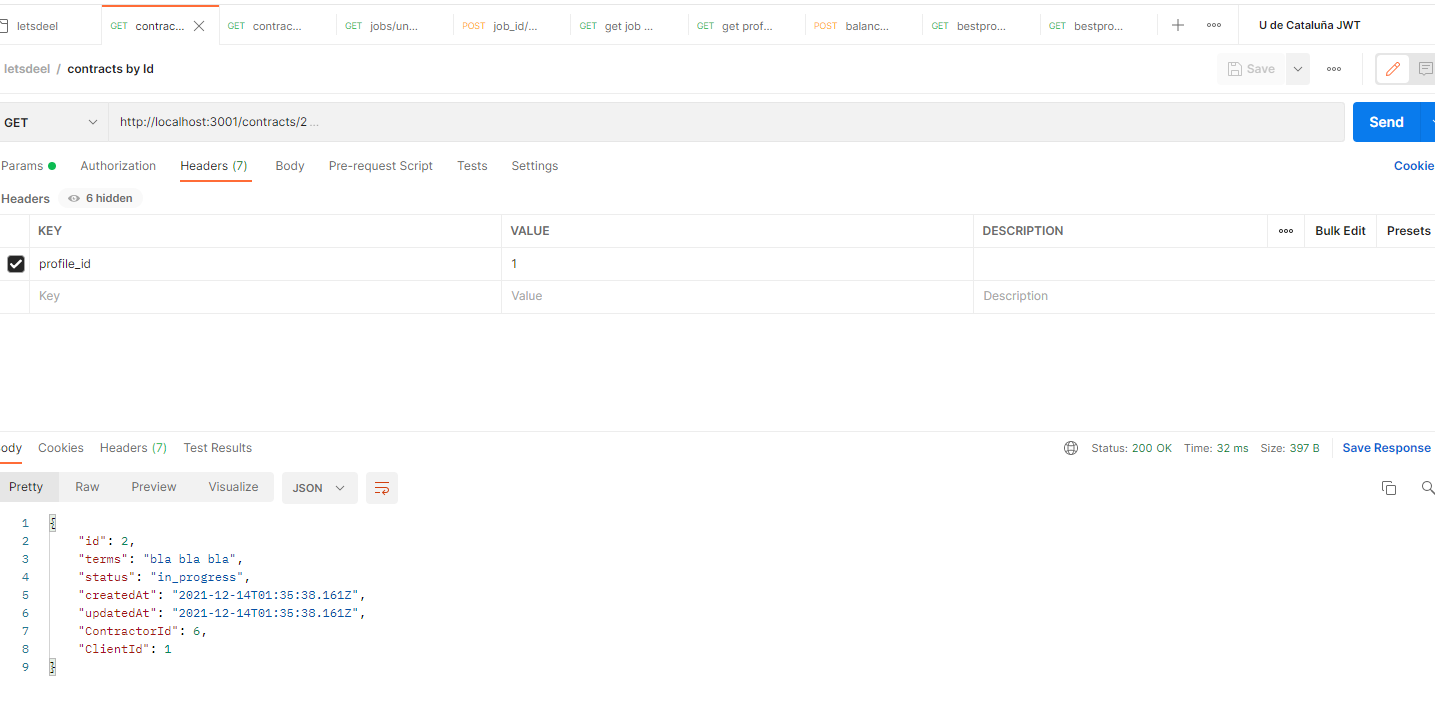 letsdeel GET contrac... GET contrac... GET jobs/un... POST job_id/... GET get job ... GET get prof... POST balanc... GET bestpro... GET bestpro... U de Cataluña JWT
letsdeel / contracts by Id Save
GET http://localhost:3001/contracts/2 ... Send
Params Authorization Headers (7) Body Pre-request Script Tests Settings Cookie
Headers 6 hidden
KEY VALUE DESCRIPTION Bulk Edit Presets
profile_id 1
Key Value Description
ody Cookies Headers (7) Test Results Status: 200 OK Time: 32 ms Size: 397 B Save Response
Pretty Raw Preview Visualize JSON
1 {
2 "id": 2,
3 "terms": "bla bla bla",
4 "status": "in_progress",
5 "createdAt": "2021-12-14T01:35:38.161Z",
6 "updatedAt": "2021-12-14T01:35:38.161Z",
7 "ContractorId": 6,
8 "ClientId": 1
9 }